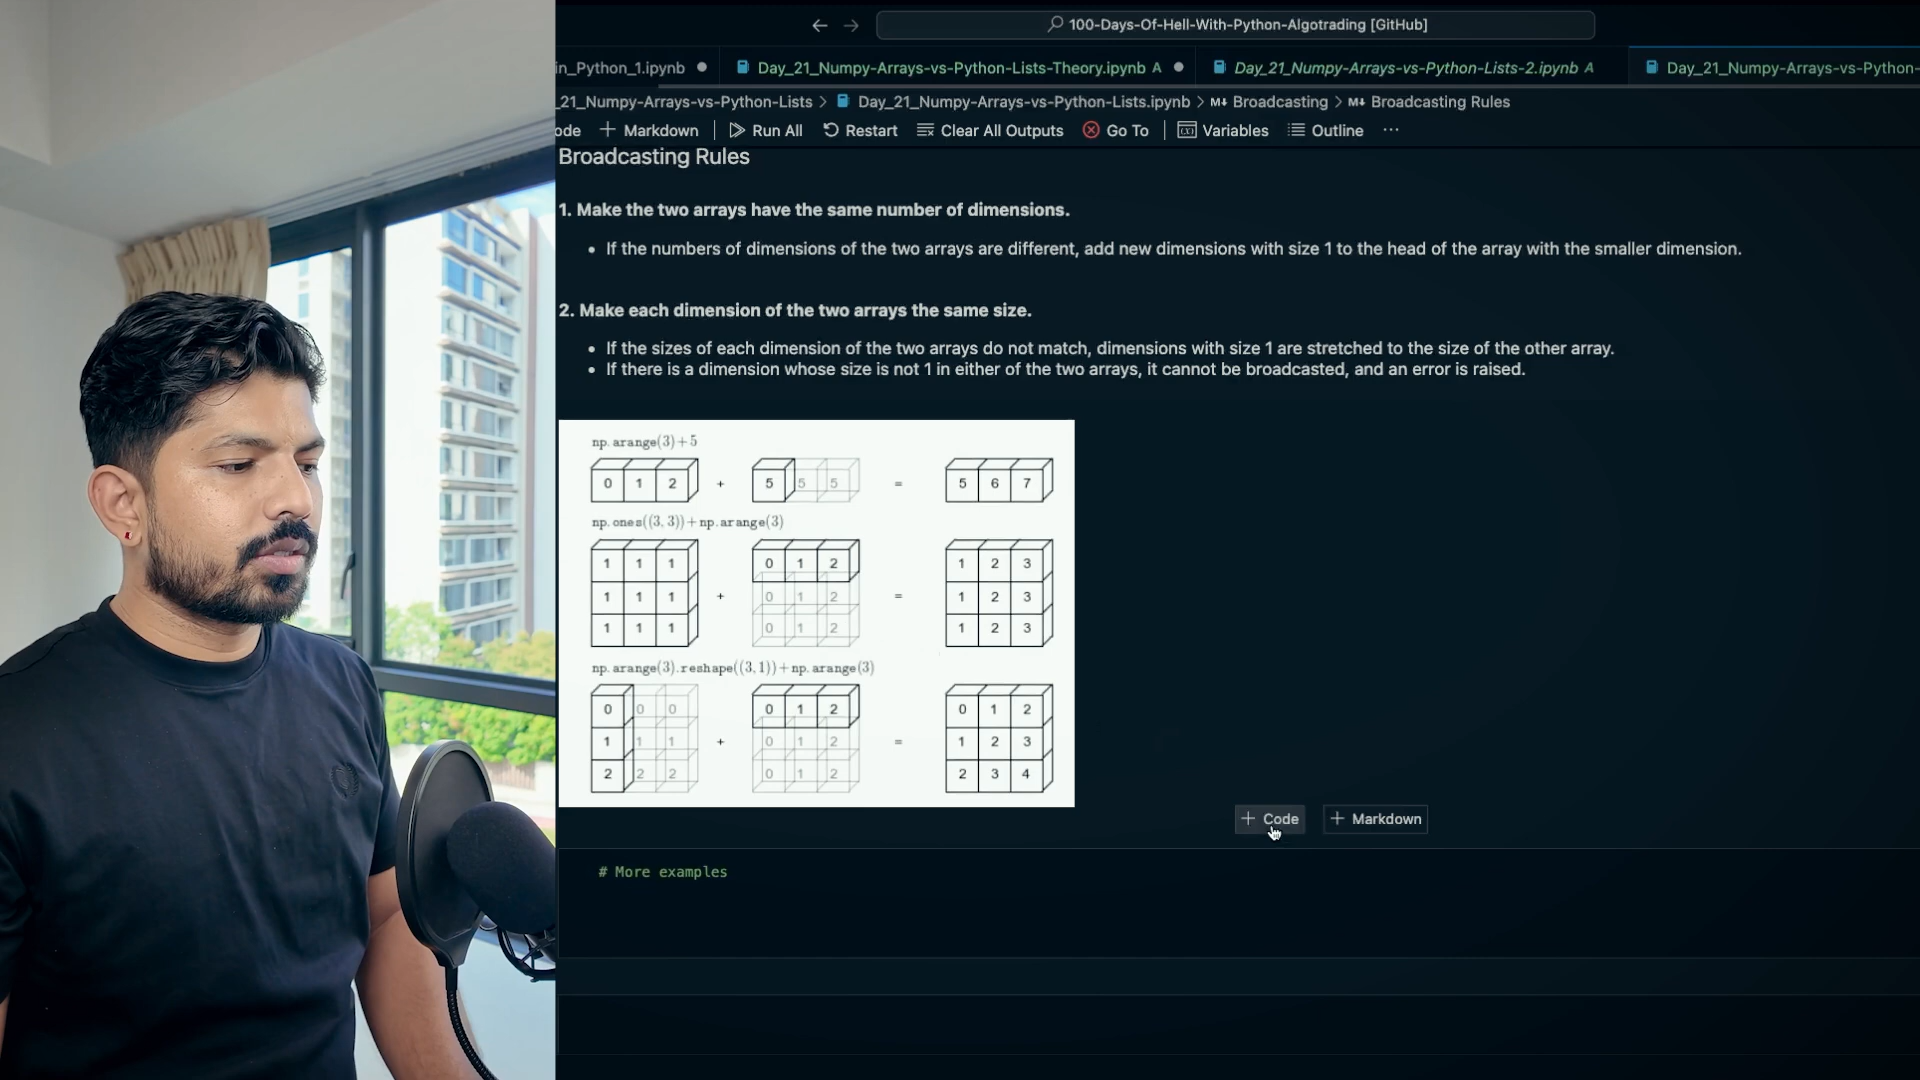 100-Days-Of-Hell-With-Python-Algotrading [GitHub]
in_Python_1.ipynb Day_21_Numpy-Arrays-vs-Python-Lists-Theory.ipynb A Day_21_Numpy-Arrays-vs-Python-Lists-2.ipynb A Day_21_Numpy-Arrays-vs-Python-
_21_Numpy-Arrays-vs-Python-Lists > Day_21_Numpy-Arrays-vs-Python-Lists.ipynb > M↓ Broadcasting > M↓ Broadcasting Rules
ode + Markdown Run All Restart Clear All Outputs Go To Variables Outline ...
Broadcasting Rules
1. Make the two arrays have the same number of dimensions.
• If the numbers of dimensions of the two arrays are different, add new dimensions with size 1 to the head of the array with the smaller dimension.
2. Make each dimension of the two arrays the same size.
• If the sizes of each dimension of the two arrays do not match, dimensions with size 1 are stretched to the size of the other array.
• If there is a dimension whose size is not 1 in either of the two arrays, it cannot be broadcasted, and an error is raised.
np.arange(3)+5
0 1 2 + 5 5 5 = 5 6 7
np.ones((3,3))+np.arange(3)
1 1 1 0 1 2 1 2 3
1 1 1 + 0 1 2 = 1 2 3
1 1 1 0 1 2 1 2 3
np.arange(3).reshape((3,1))+np.arange(3)
0 0 0 0 1 2 0 1 2
1 1 1 + 0 1 2 = 1 2 3
2 2 2 0 1 2 2 3 4
+ Code + Markdown
# More examples